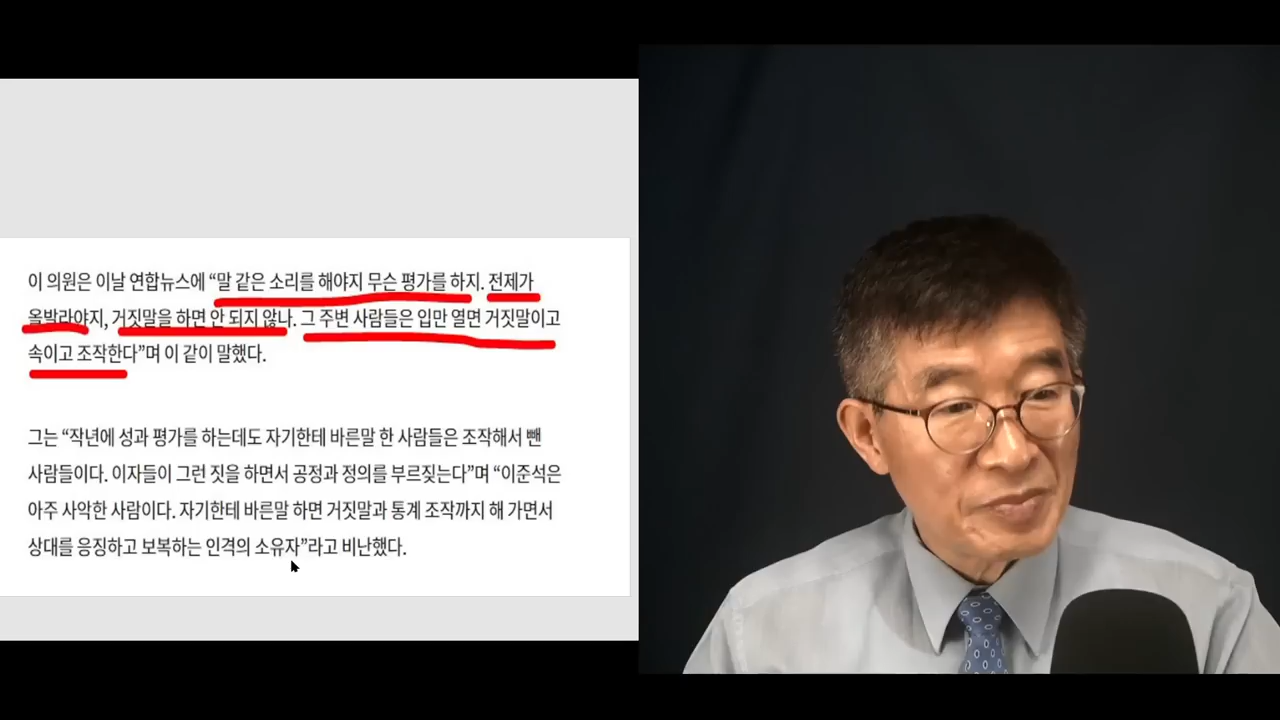 이 의원은 이날 연합뉴스에 “말 같은 소리를 해야지 무슨 평가를 하지. 전제가
올발라야지, 거짓말을 하면 안 되지 않나. 그 주변 사람들은 입만 열면 거짓말이고
속이고 조작한다”며 이 같이 말했다.
그는 “작년에 성과 평가를 하는데도 자기한테 바른말 한 사람들은 조작해서 뺀
사람들이다. 이자들이 그런 짓을 하면서 공정과 정의를 부르짖는다”며 “이준석은
아주 사악한 사람이다. 자기한테 바른말 하면 거짓말과 통계 조작까지 해 가면서
상대를 응징하고 보복하는 인격의 소유자”라고 비난했다.